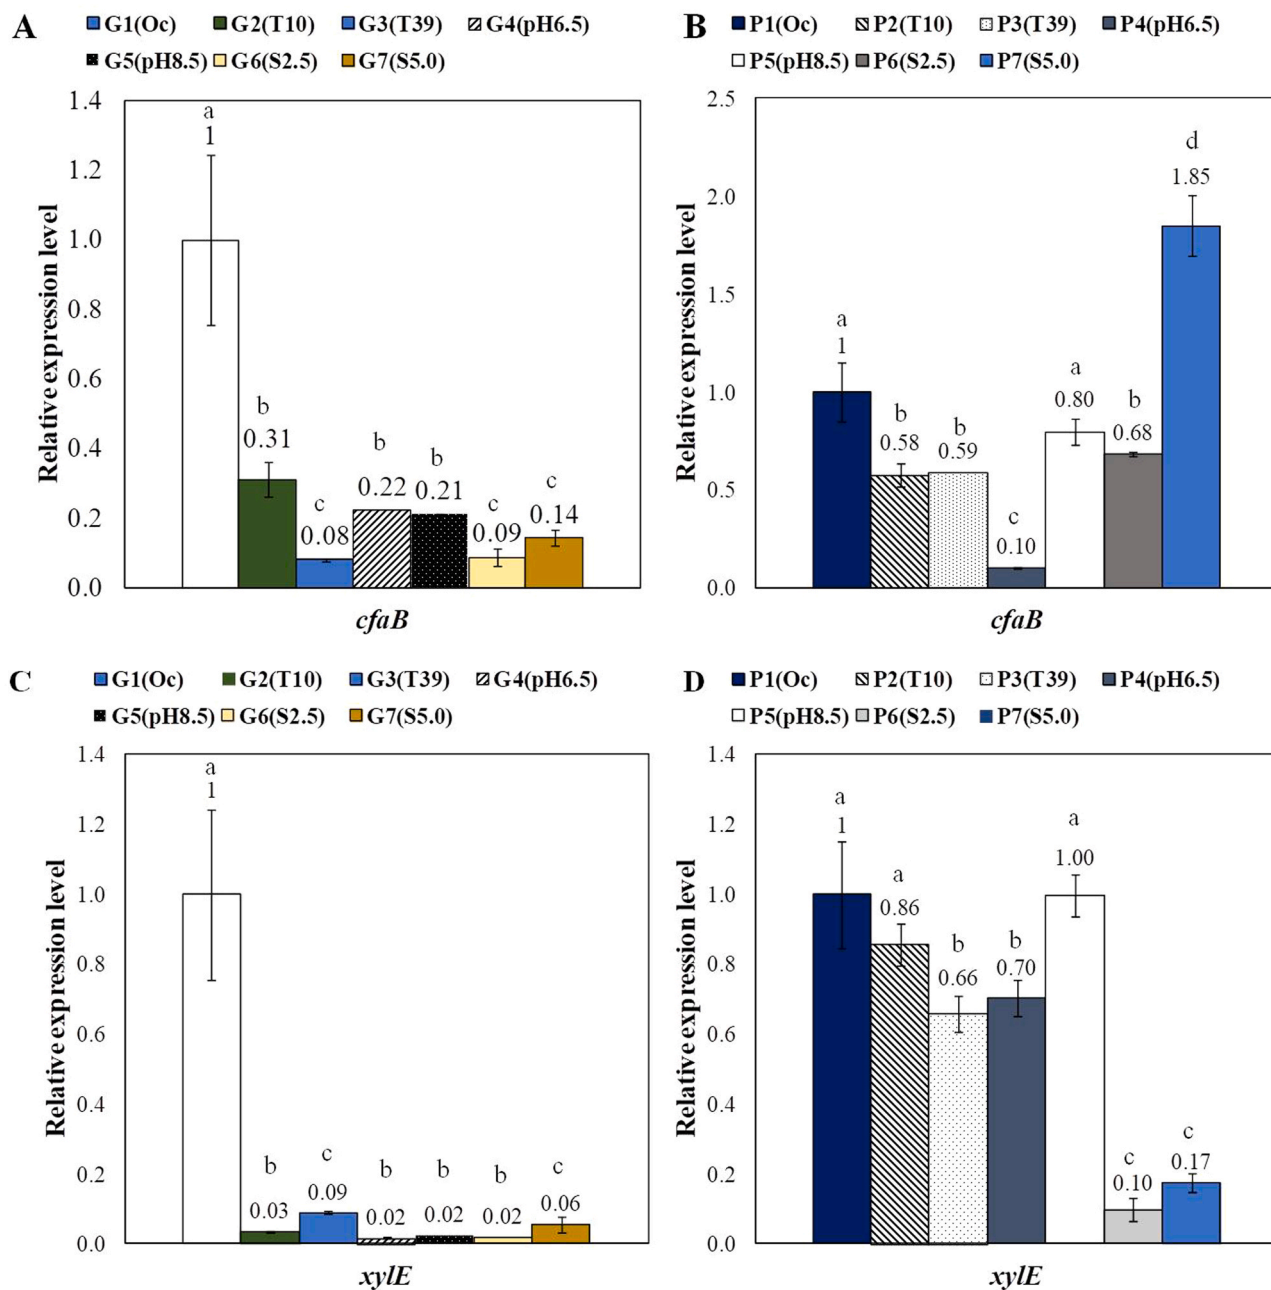 A
G1(Oc) G2(T10) G3(T39) G4(pH6.5)
G5(pH8.5) G6(S2.5) G7(S5.0)
Relative expression level
1.4
1.2
1.0
0.8
0.6
0.4
0.2
0.0
a
1
b
0.31
c
0.08
b
0.22
b
0.21
c
0.09
c
0.14
cfaB
B
P1(Oc) P2(T10) P3(T39) P4(pH6.5)
P5(pH8.5) P6(S2.5) P7(S5.0)
Relative expression level
2.5
2.0
1.5
1.0
0.5
0.0
a
1
b
0.58
b
0.59
c
0.10
a
0.80
b
0.68
d
1.85
cfaB
C
G1(Oc) G2(T10) G3(T39) G4(pH6.5)
G5(pH8.5) G6(S2.5) G7(S5.0)
Relative expression level
1.4
1.2
1.0
0.8
0.6
0.4
0.2
0.0
a
1
b
0.03
c
0.09
b
0.02
b
0.02
b
0.02
c
0.06
xylE
D
P1(Oc) P2(T10) P3(T39) P4(pH6.5)
P5(pH8.5) P6(S2.5) P7(S5.0)
Relative expression level
1.4
1.2
1.0
0.8
0.6
0.4
0.2
0.0
a
1
a
0.86
b
0.66
b
0.70
a
1.00
c
0.10
c
0.17
xylE